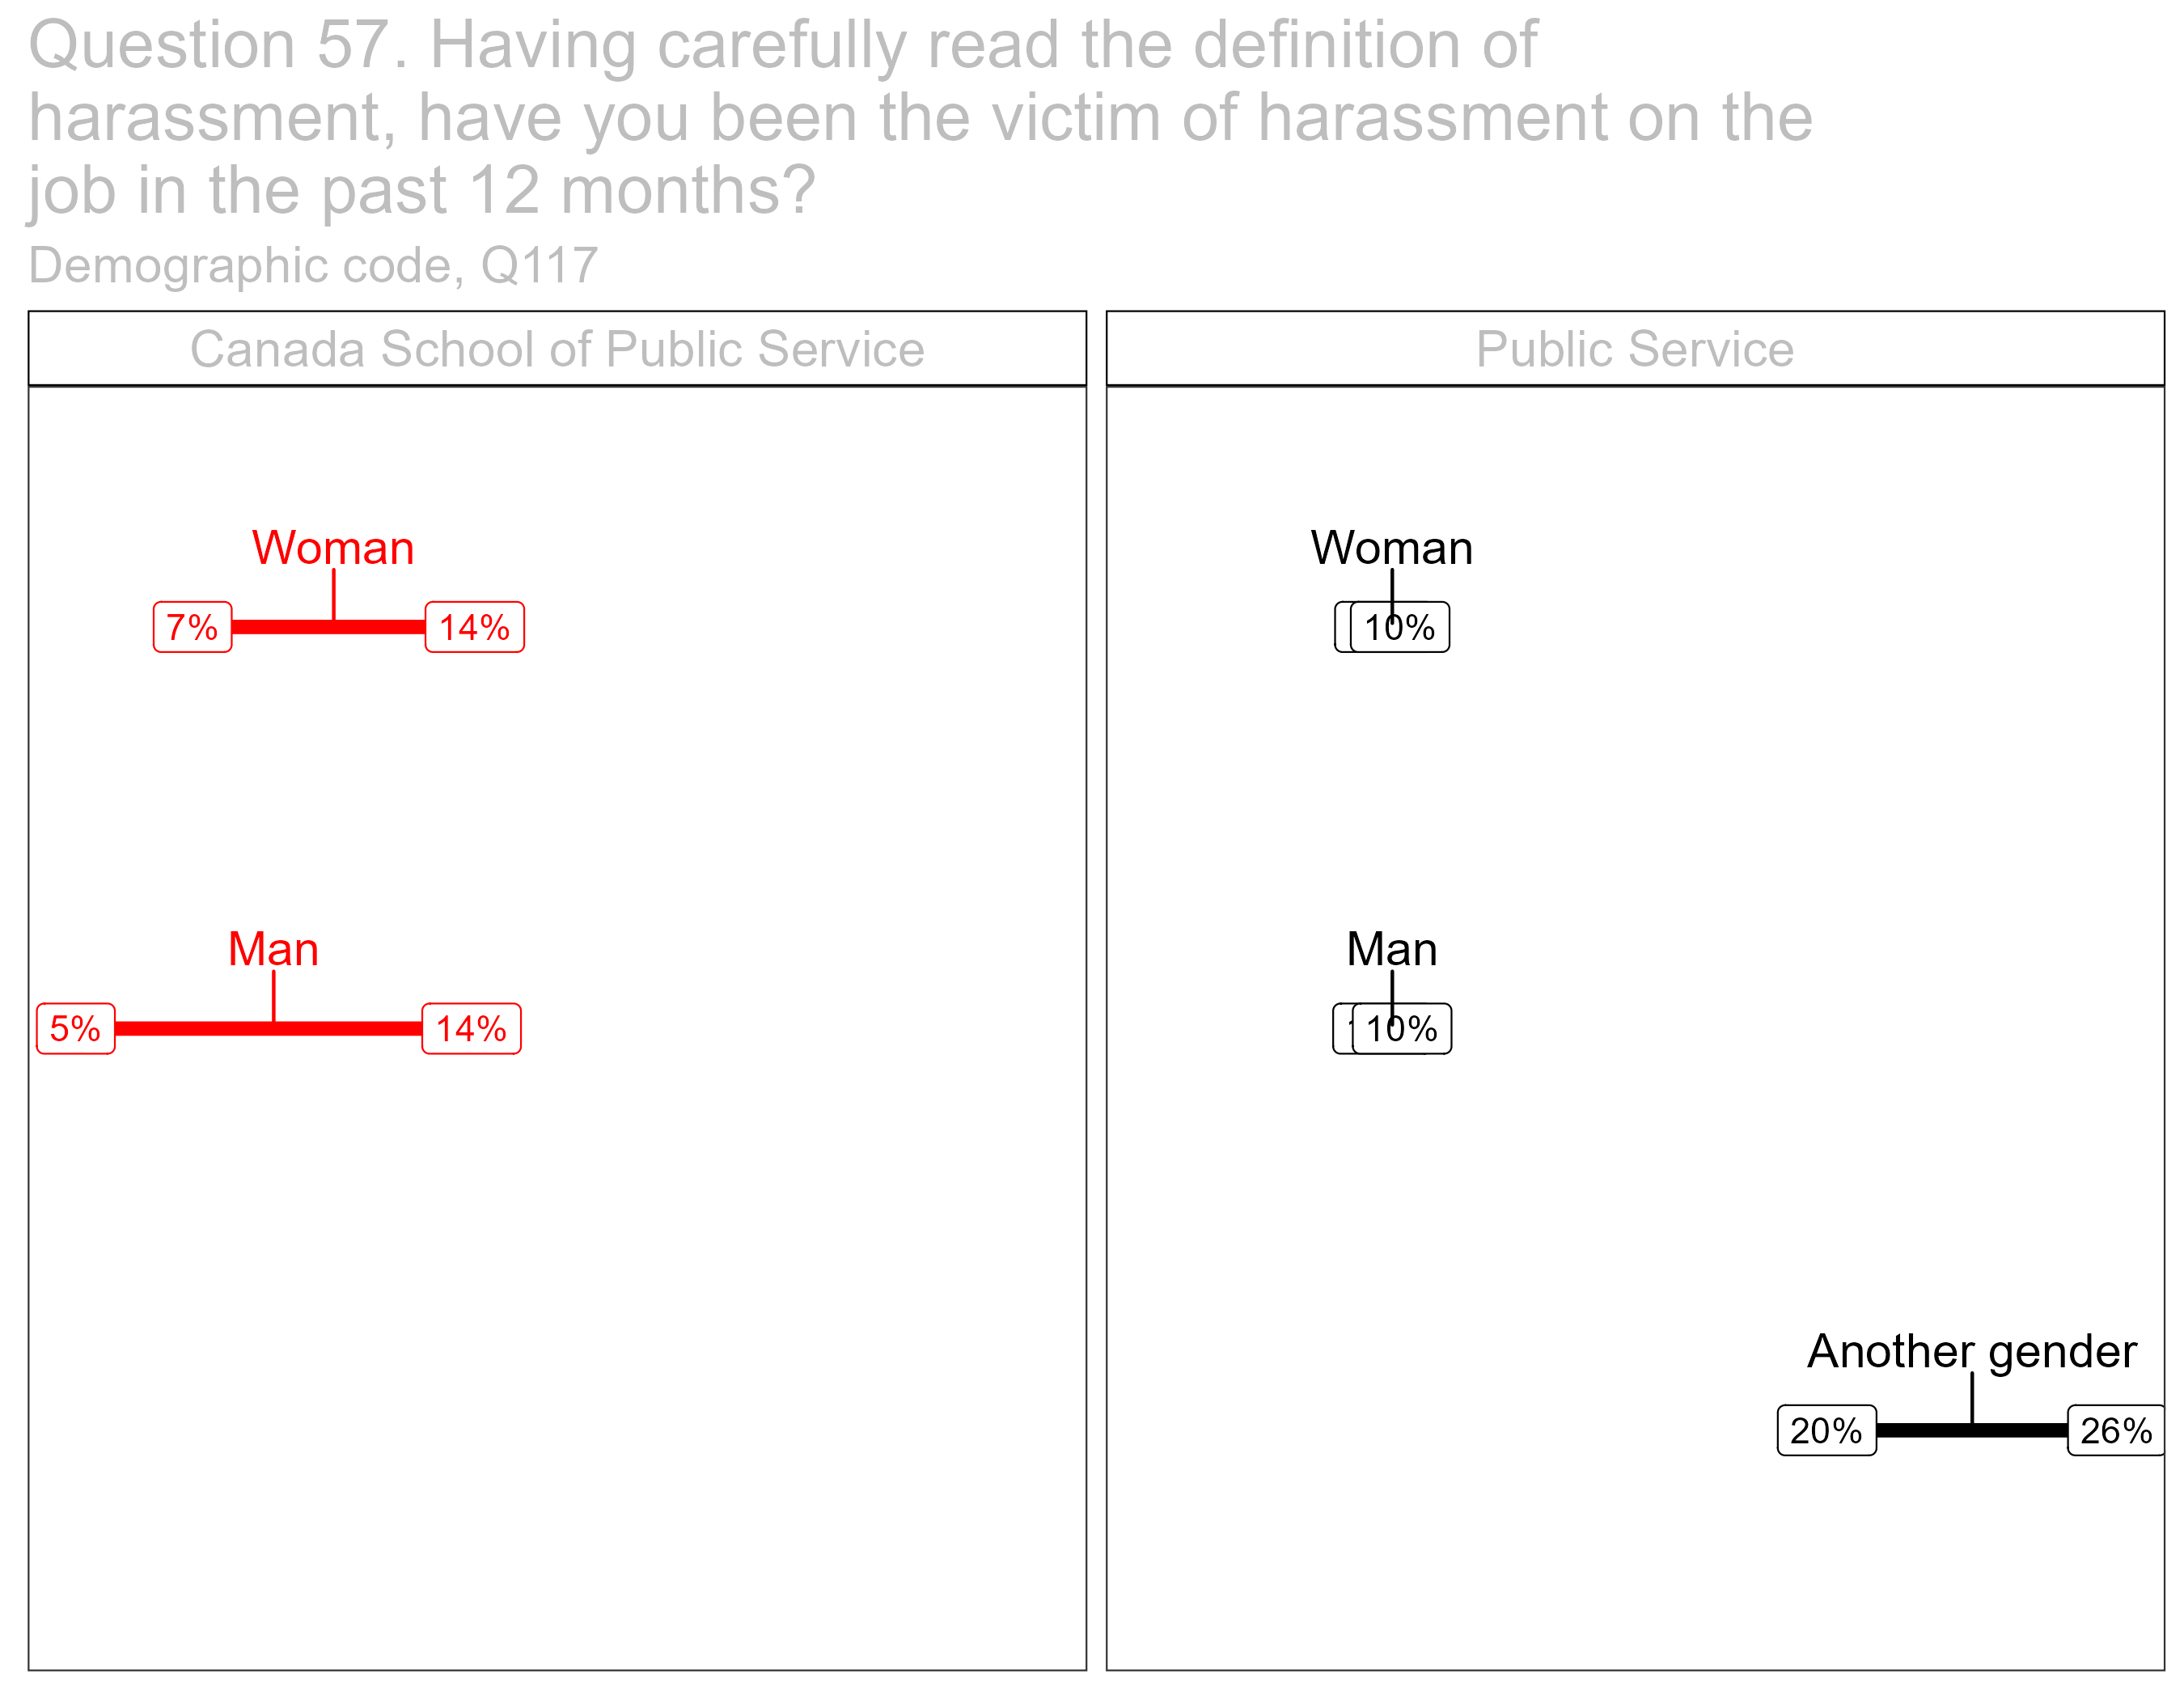 Question 57. Having carefully read the definition of
harassment, have you been the victim of harassment on the
job in the past 12 months?
Demographic code, Q117
Canada School of Public Service
Public Service
Woman
7%
14%
Woman
10%
Man
5%
14%
Man
10%
Another gender
20%
26%